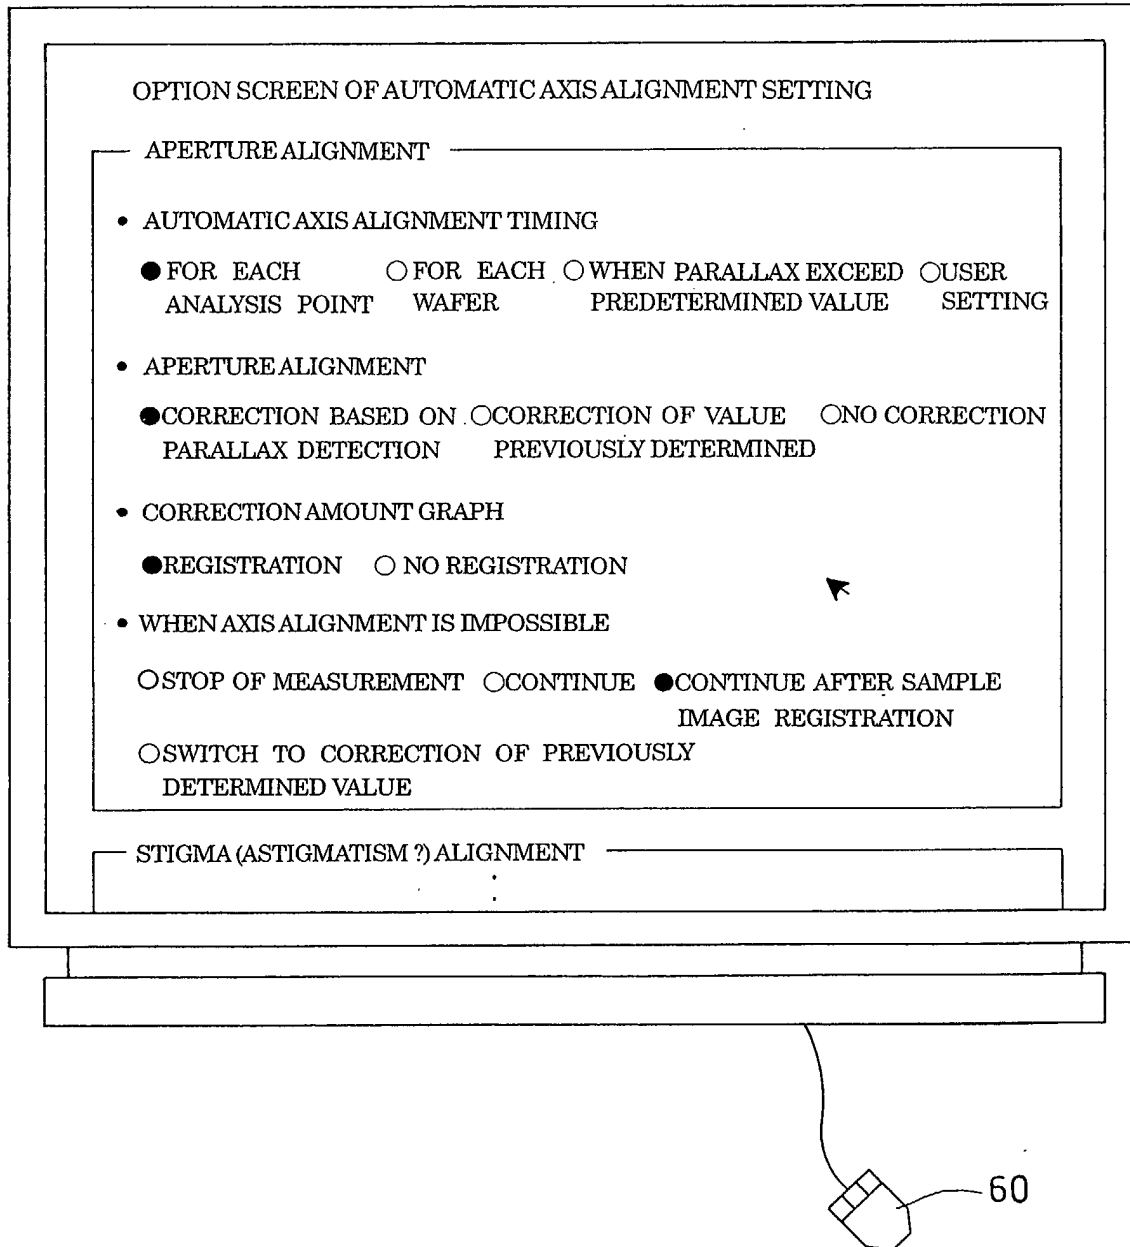 OPTION SCREEN OF AUTOMATIC AXIS ALIGNMENT SETTING
APERTURE ALIGNMENT
• AUTOMATIC AXIS ALIGNMENT TIMING
●FOR EACH ○FOR EACH ○WHEN PARALLAX EXCEED ○USER
ANALYSIS POINT WAFER PREDETERMINED VALUE SETTING
• APERTURE ALIGNMENT
●CORRECTION BASED ON ○CORRECTION OF VALUE ○NO CORRECTION
PARALLAX DETECTION PREVIOUSLY DETERMINED
• CORRECTION AMOUNT GRAPH
●REGISTRATION ○ NO REGISTRATION
• WHEN AXIS ALIGNMENT IS IMPOSSIBLE
○STOP OF MEASUREMENT ○CONTINUE ●CONTINUE AFTER SAMPLE
IMAGE REGISTRATION
○SWITCH TO CORRECTION OF PREVIOUSLY
DETERMINED VALUE
STIGMA (ASTIGMATISM ?) ALIGNMENT
60